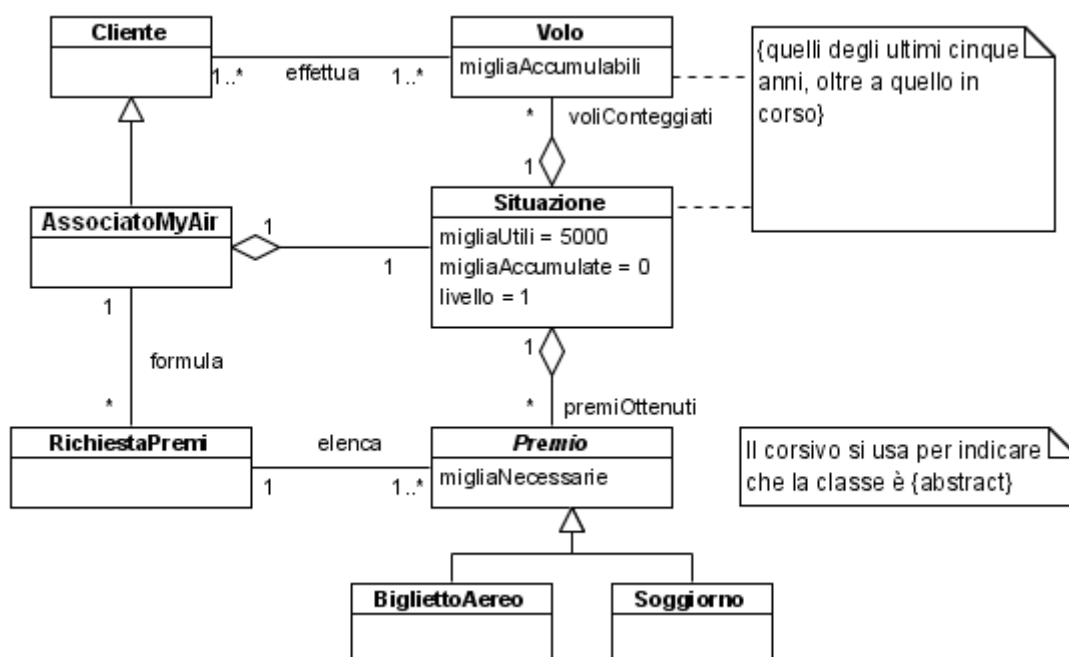 Cliente
Volo
migliaAccumulabili
1..*
effettua
1..*
{quelli degli ultimi cinque
anni, oltre a quello in
corso}
*
voliConteggiati
1
AssociatoMyAir
1
1
Situazione
migliaUtili = 5000
migliaAccumulate = 0
livello = 1
1
formula
*
1
*
premiOttenuti
RichiestaPremi
elenca
1
1..*
Premio
migliaNecessarie
Il corsivo si usa per indicare
che la classe è {abstract}
BigliettoAereo
Soggiorno